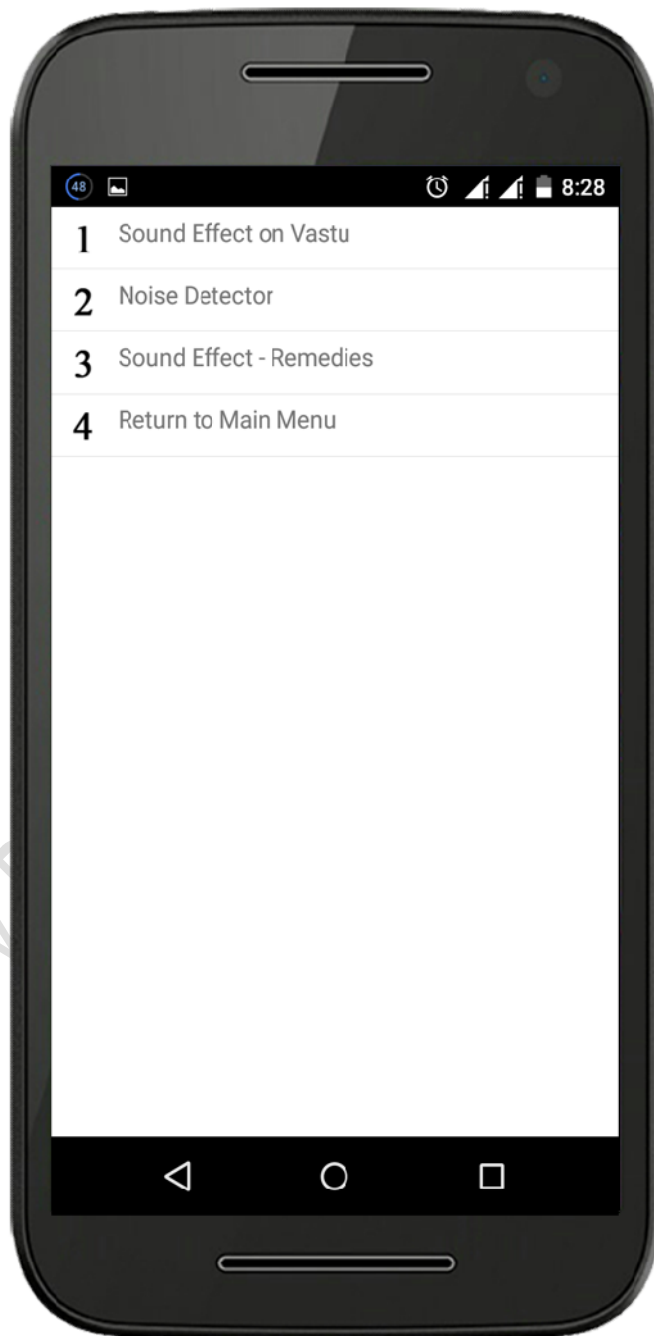 48 8:28
1 Sound Effect on Vastu
2 Noise Detector
3 Sound Effect - Remedies
4 Return to Main Menu